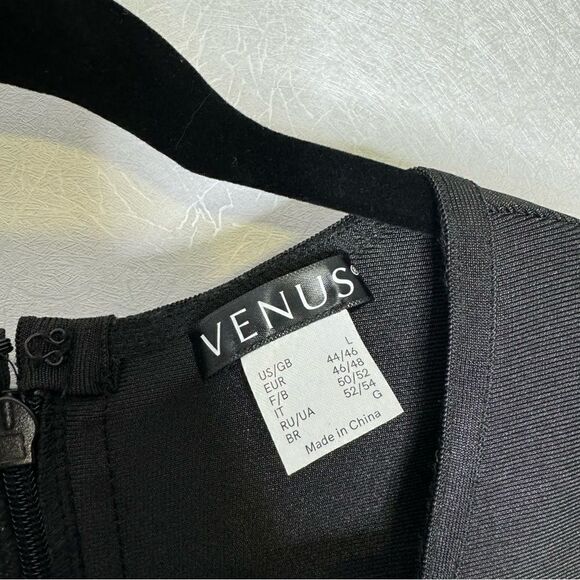 VENUS®
US/GB L
EUR 44/46
F/B 46/48
IT 50/52
RU/UA 52/54
BR G
Made in China